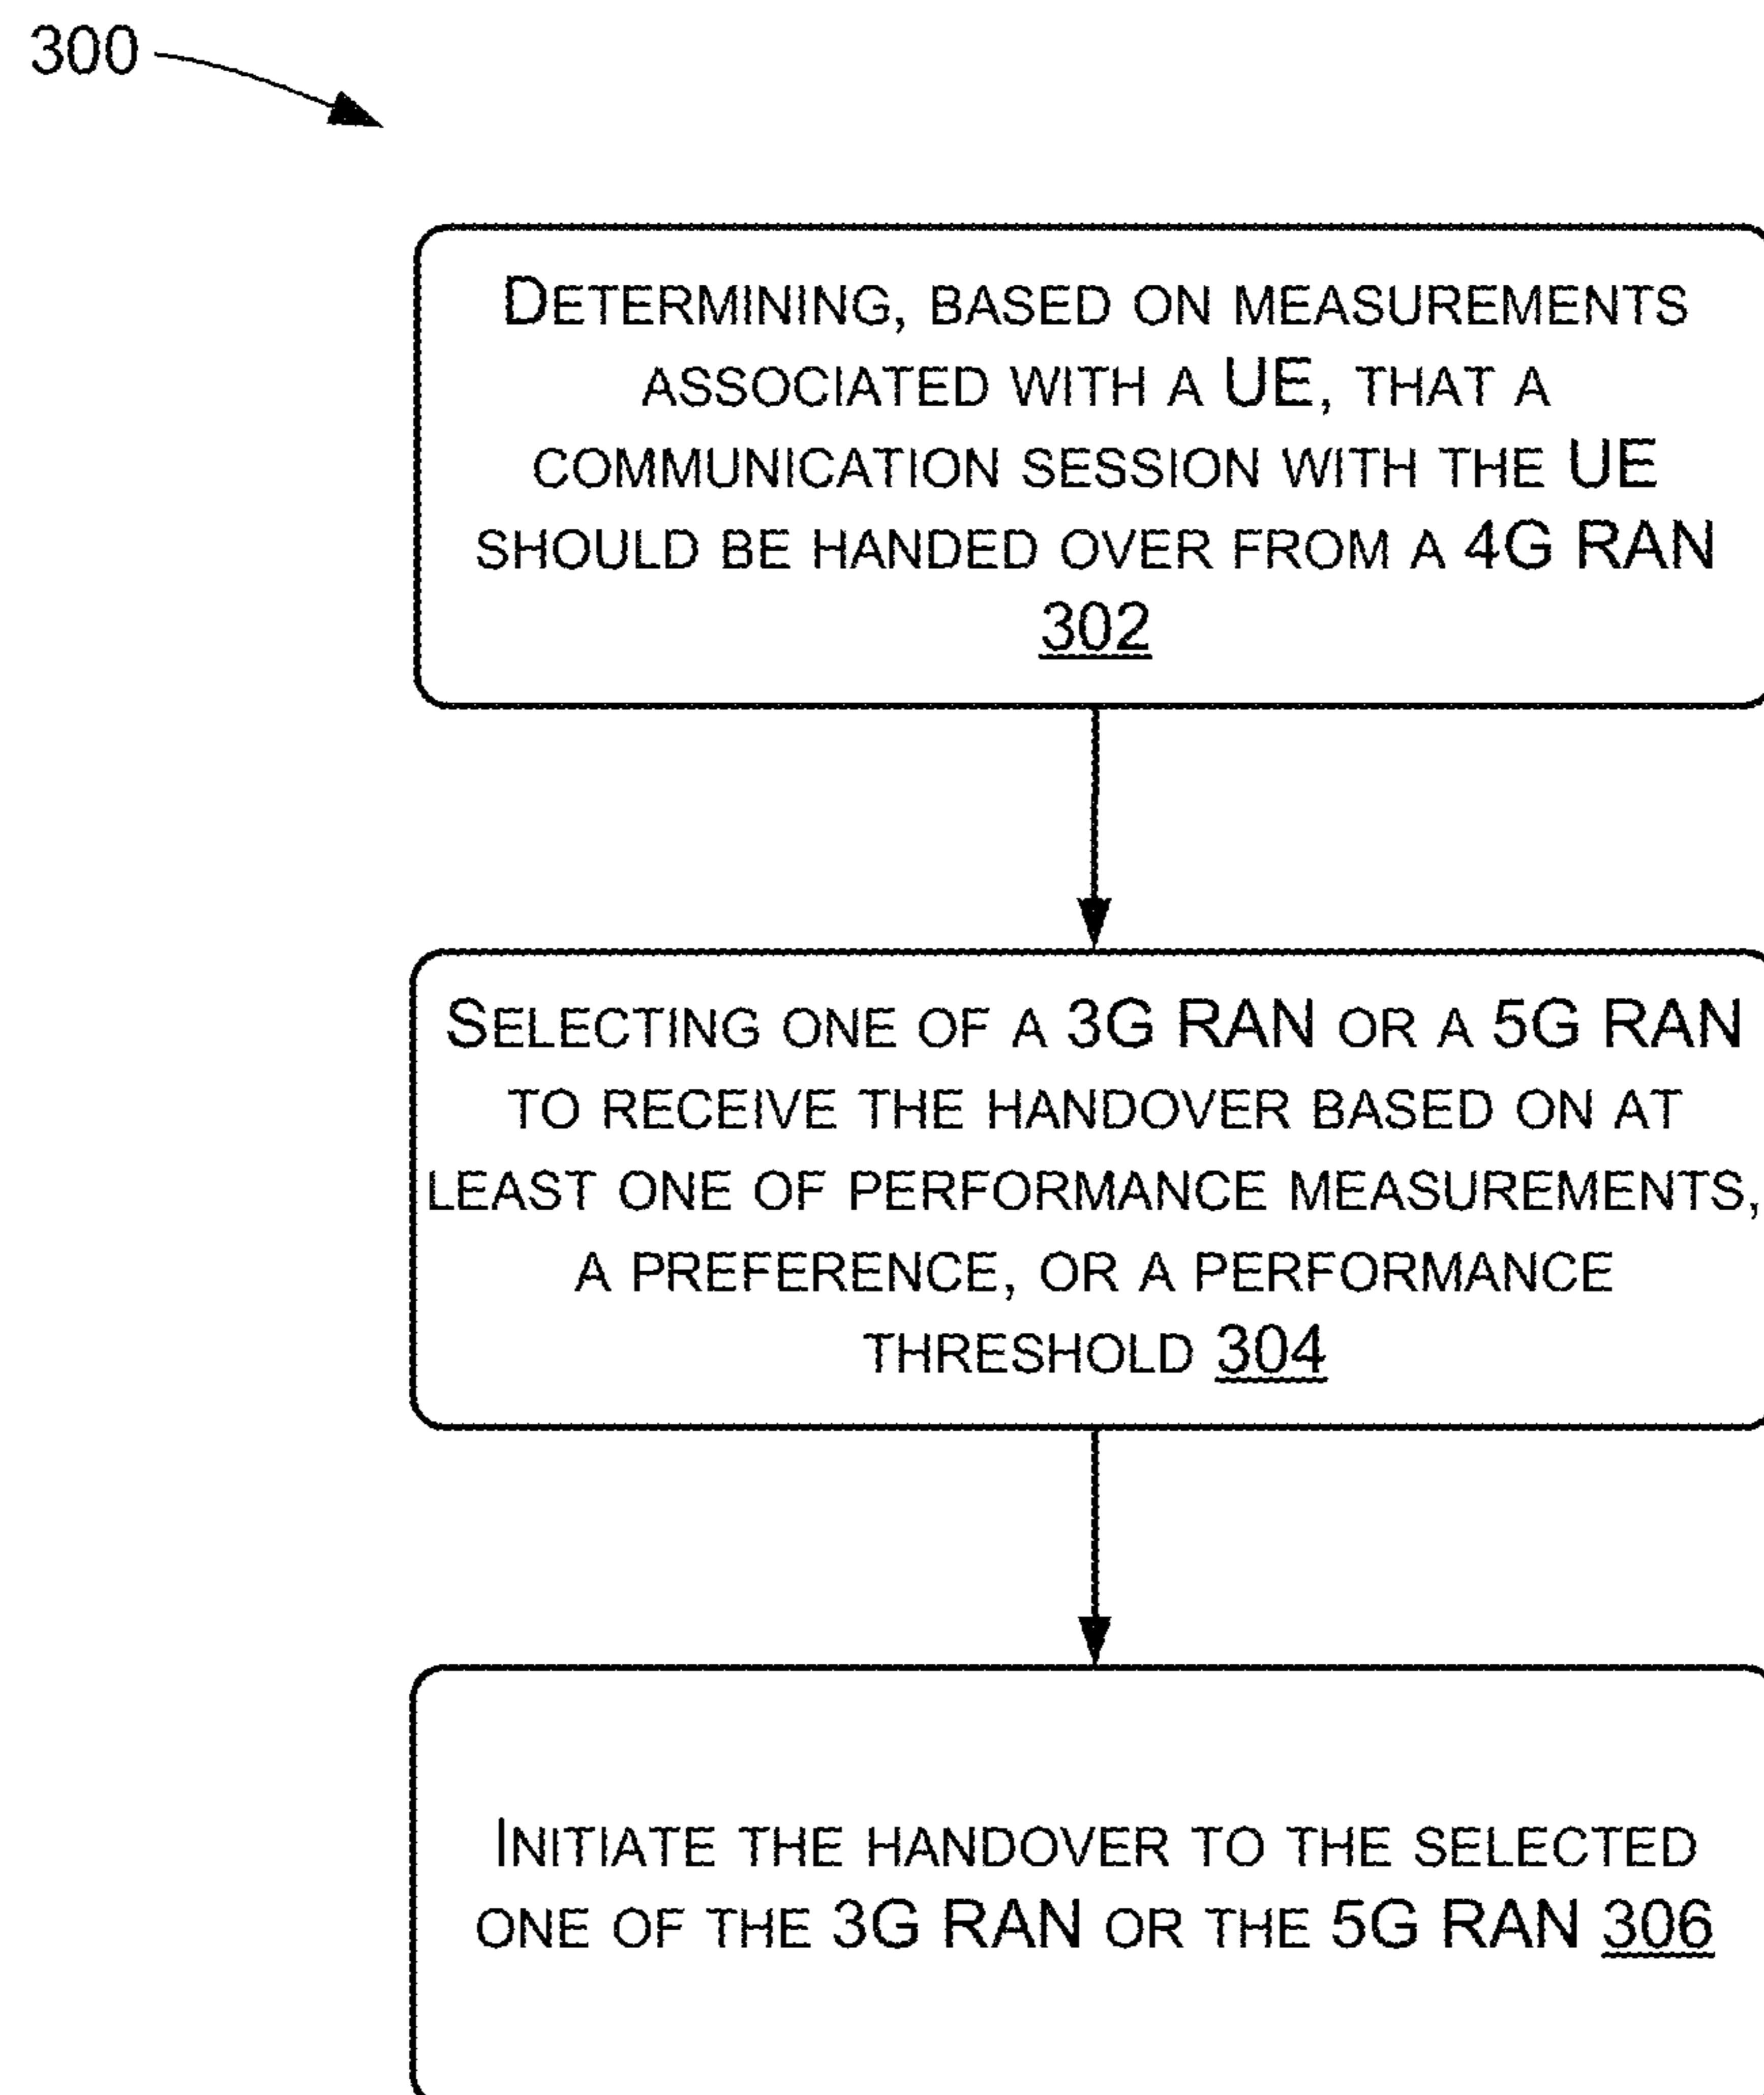 300
DETERMINING, BASED ON MEASUREMENTS
ASSOCIATED WITH A UE, THAT A
COMMUNICATION SESSION WITH THE UE
SHOULD BE HANDED OVER FROM A 4G RAN
302
SELECTING ONE OF A 3G RAN OR A 5G RAN
TO RECEIVE THE HANDOVER BASED ON AT
LEAST ONE OF PERFORMANCE MEASUREMENTS,
A PREFERENCE, OR A PERFORMANCE
THRESHOLD 304
INITIATE THE HANDOVER TO THE SELECTED
ONE OF THE 3G RAN OR THE 5G RAN 306